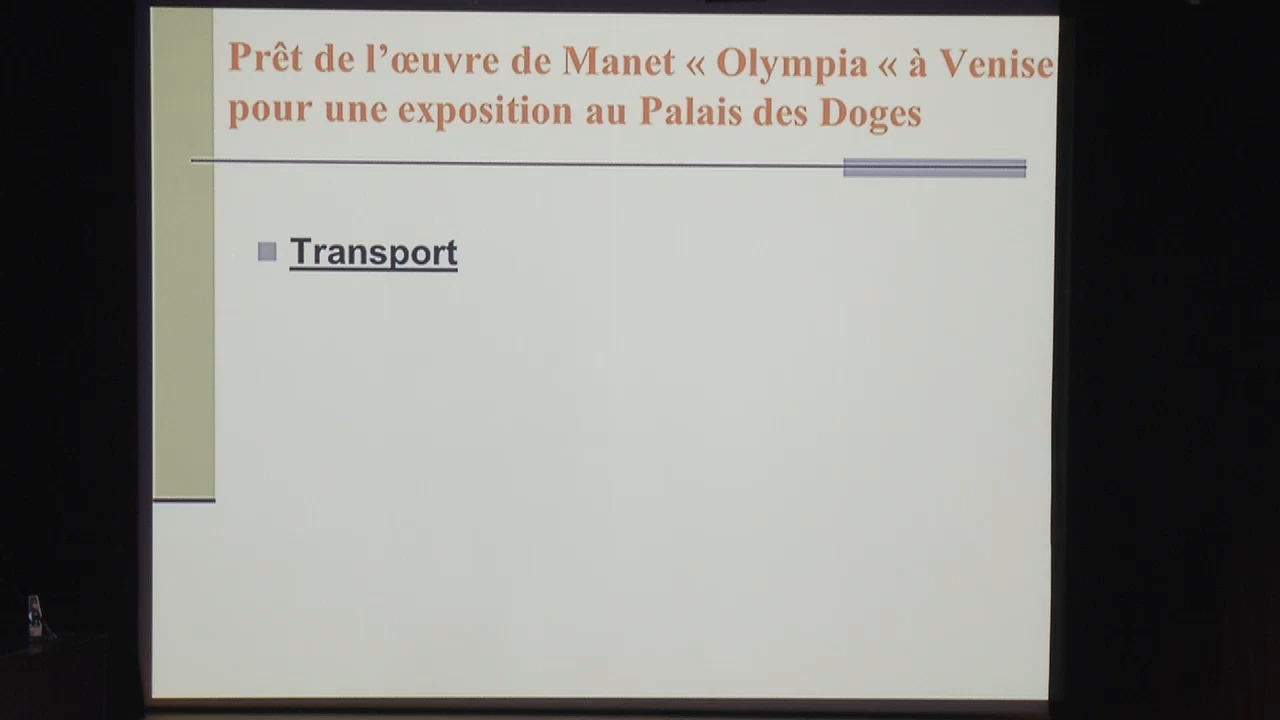 Prêt de l’œuvre de Manet « Olympia « à Venise
pour une exposition au Palais des Doges
Transport